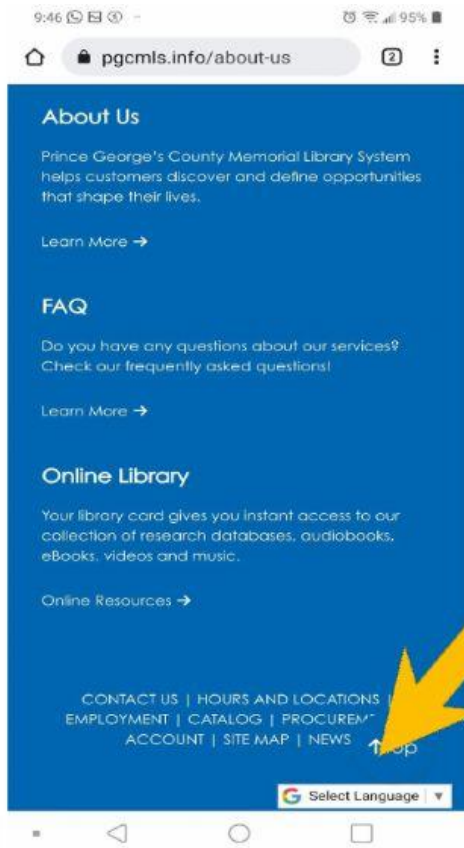 9:46
95%
pgcmls.info/about-us
2
About Us
Prince George's County Memorial Library System
helps customers discover and define opportunities
that shape their lives.
Learn More →
FAQ
Do you have any questions about our services?
Check our frequently asked questions!
Learn More →
Online Library
Your library card gives you instant access to our
collection of research databases, audiobooks,
eBooks, videos and music.
Online Resources →
CONTACT US | HOURS AND LOCATIONS |
EMPLOYMENT | CATALOG |
ACCOUNT | SITE MAP | NEWS
G Select Language ▼